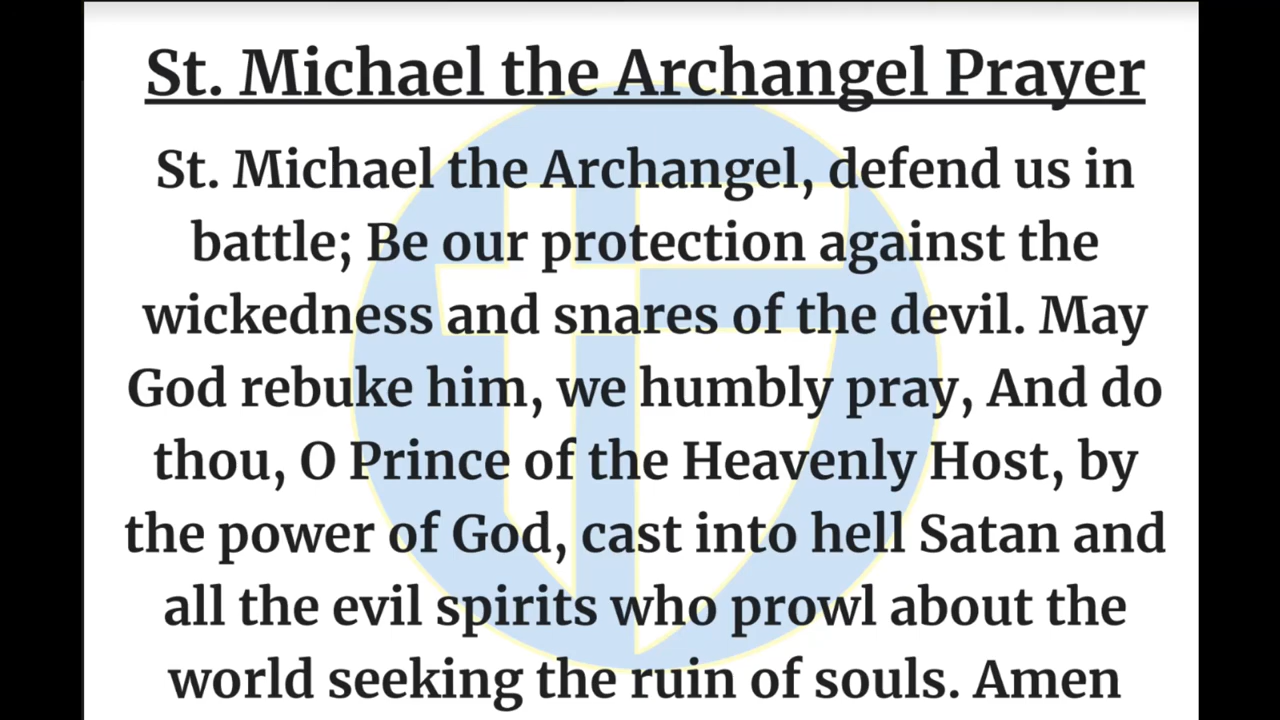 St. Michael the Archangel Prayer
St. Michael the Archangel, defend us in
battle; Be our protection against the
wickedness and snares of the devil. May
God rebuke him, we humbly pray, And do
thou, O Prince of the Heavenly Host, by
the power of God, cast into hell Satan and
all the evil spirits who prowl about the
world seeking the ruin of souls. Amen